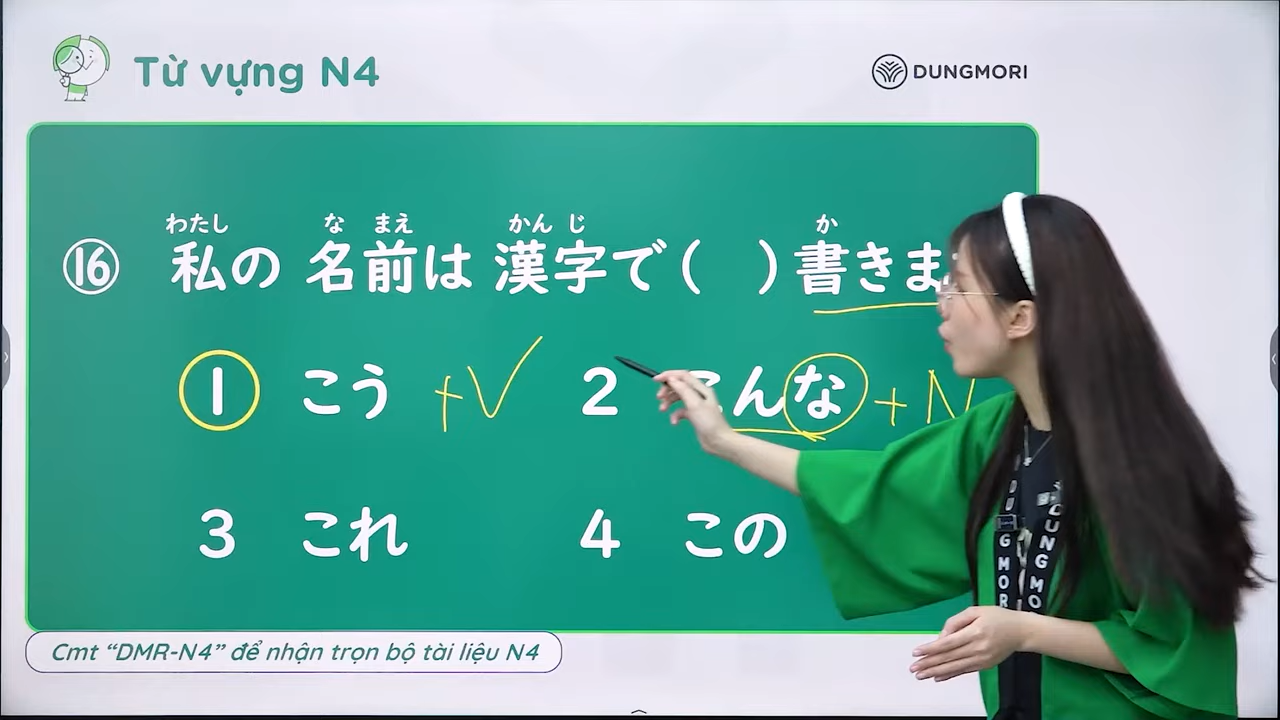 Từ vựng N4
DUNGMORI
わたし な まえ かん じ か
⑯ 私の 名前は 漢字で( )書きま
1 こう +V 2 こんな +N
3 これ 4 この
Cmt “DMR-N4” để nhận trọn bộ tài liệu N4